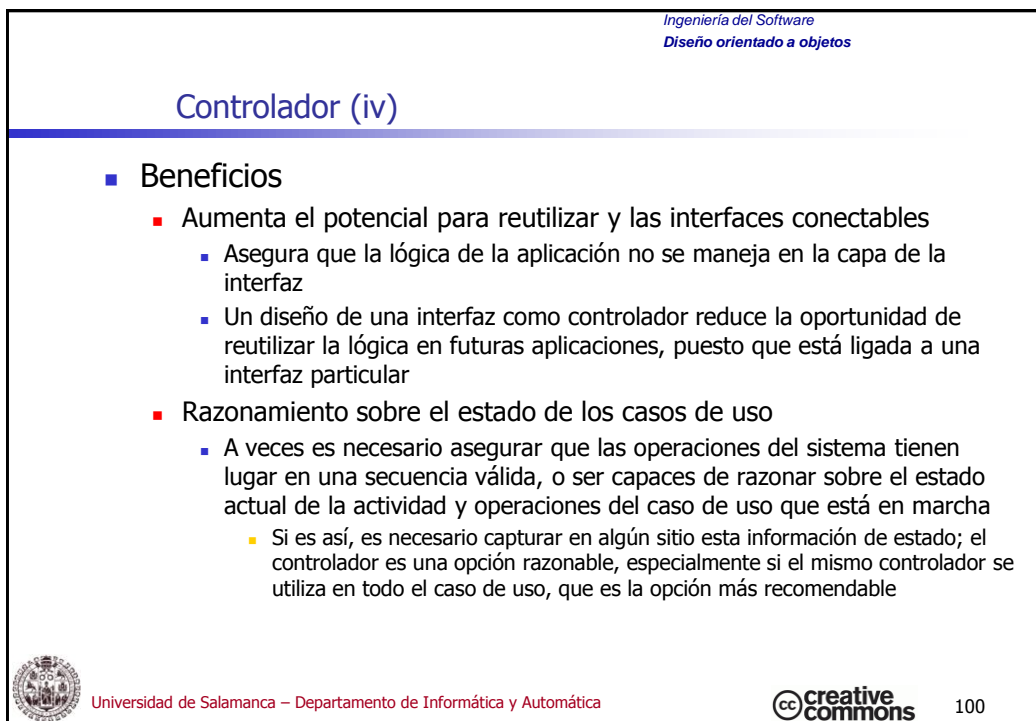 Ingeniería del Software
Diseño orientado a objetos
Controlador (iv)
Beneficios
Aumenta el potencial para reutilizar y las interfaces conectables
Asegura que la lógica de la aplicación no se maneja en la capa de la
interfaz
Un diseño de una interfaz como controlador reduce la oportunidad de
reutilizar la lógica en futuras aplicaciones, puesto que está ligada a una
interfaz particular
Razonamiento sobre el estado de los casos de uso
A veces es necesario asegurar que las operaciones del sistema tienen
lugar en una secuencia válida, o ser capaces de razonar sobre el estado
actual de la actividad y operaciones del caso de uso que está en marcha
Si es así, es necesario capturar en algún sitio esta información de estado; el
controlador es una opción razonable, especialmente si el mismo controlador se
utiliza en todo el caso de uso, que es la opción más recomendable
Universidad de Salamanca – Departamento de Informática y Automática
cc creative
commons
100